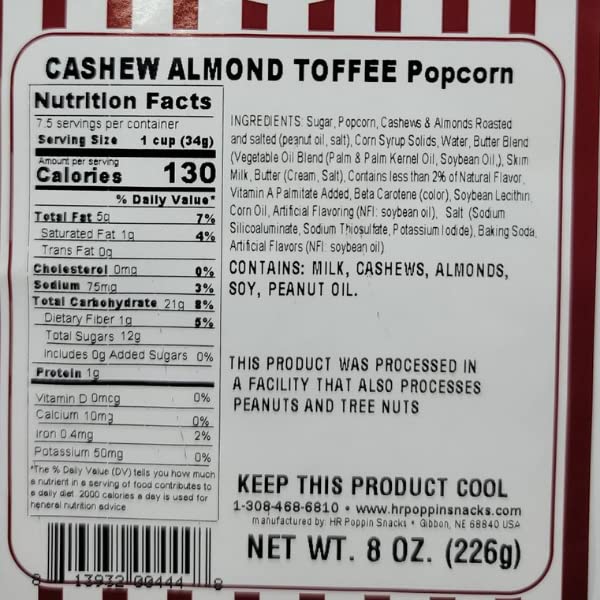 CASHEW ALMOND TOFFEE Popcorn
Nutrition Facts
7.5 servings per container
Serving Size 1 cup (34g)
Amount per serving
Calories 130
% Daily Value*
Total Fat 5g 7%
Saturated Fat 1g 4%
Trans Fat 0g
Cholesterol 0mg 0%
Sodium 75mg 3%
Total Carbohydrate 21g 8%
Dietary Fiber 1g 5%
Total Sugars 12g
Includes 0g Added Sugars 0%
Protein 1g
Vitamin D 0mcg 0%
Calcium 10mg 0%
Iron 0.4mg 2%
Potassium 50mg 0%
*The % Daily Value (DV) tells you how much
a nutrient in a serving of food contributes to
a daily diet. 2000 calories a day is used for
heneral nutrition advice
8 13932 00444 8
INGREDIENTS: Sugar, Popcorn, Cashews & Almonds Roasted
and salted (peanut oil, salt), Corn Syrup Solids, Water, Butter Blend
(Vegetable Oil Blend (Palm & Palm Kernel Oil, Soybean Oil,), Skim
Milk, Butter (Cream, Salt), Contains less than 2% of Natural Flavor,
Vitamin A Palmitate Added, Beta Carotene (color), Soybean Lecithin,
Corn Oil, Artificial Flavoring (NFI: soybean oil), Salt (Sodium
Silicoaluminate, Sodium Thiosulfate, Potassium Iodide), Baking Soda,
Artificial Flavors (NFI: soybean oil)
CONTAINS: MILK, CASHEWS, ALMONDS,
SOY, PEANUT OIL.
THIS PRODUCT WAS PROCESSED IN
A FACILITY THAT ALSO PROCESSES
PEANUTS AND TREE NUTS
KEEP THIS PRODUCT COOL
1-308-468-6810 • www.hrpoppinsnacks.com
manufactured by: HR Poppin Snacks • Gibbon, NE 68840 USA
NET WT. 8 OZ. (226g)